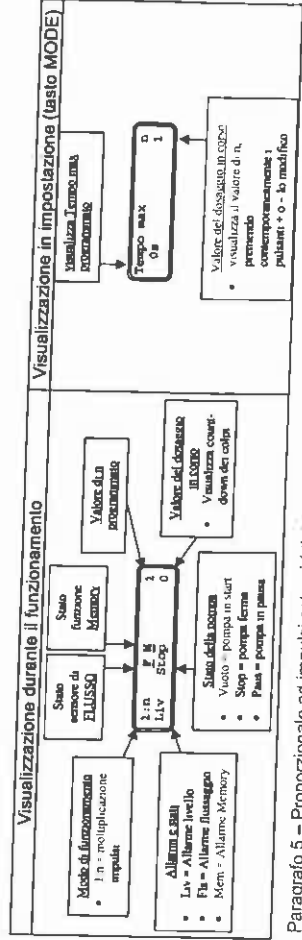 Visualizzazione durante il funzionamento
Visualizzazione in impostazione (tasto MODE)
Stato
sensore di
FLUSSO
Stato
funzione
Memory
Modo di funzionamento
• 1:n = moltiplicazione
impulsi
Valore di n
programmato
1:n F M 1
Liv Stop 0
Allarmi e stati
• Liv = Allarme livello
• Fls = Allarme flussaggio
• Mem = Allarme Memory
Stato della pompa
• Vuoto = pompa in start
• Stop = pompa ferma
• Paus = pompa in pausa
Valore del dosaggio
in corso
• Visualizza count-
down dei colpi
Visualizza Tempo max
programmato
Tempo max n
0s 1
Valore del dosaggio in corso
• visualizza il valore di n,
premendo
contemporaneamente i
pulsanti + o - lo modifico
Paragrafo 5 – Proporzionale ad impulsi